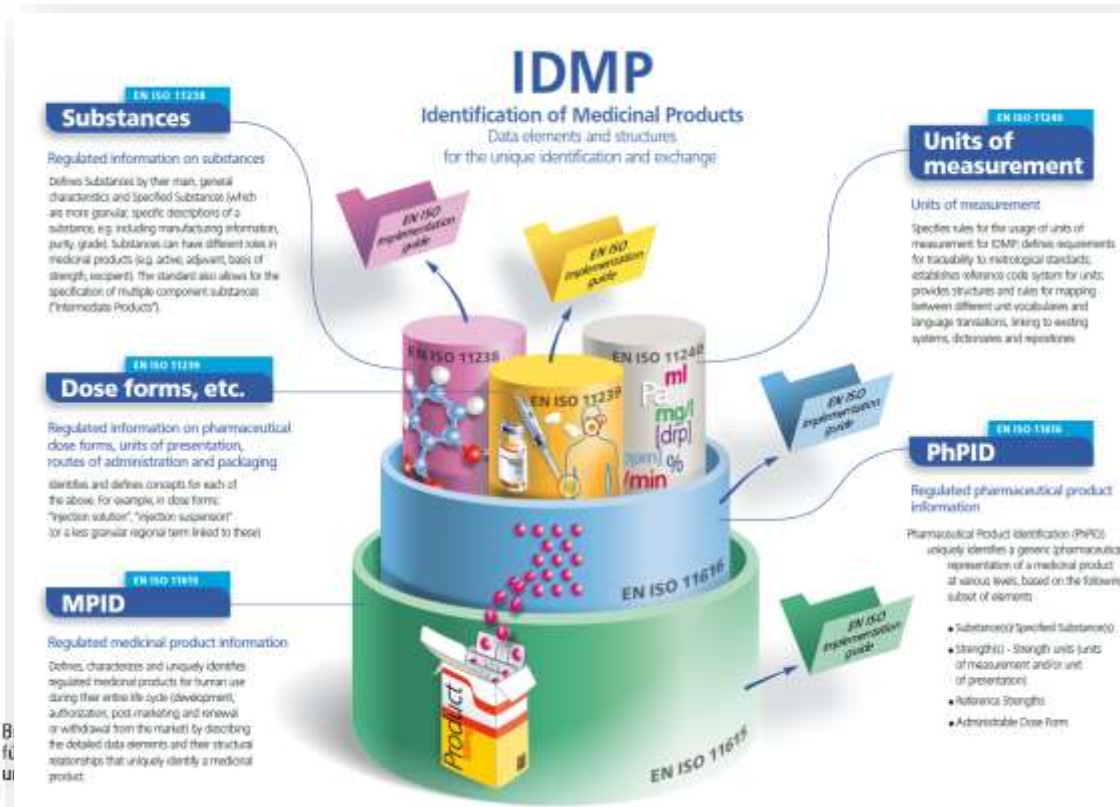 IDMP
Identification of Medicinal Products
Data elements and structures
for the unique identification and exchange
EN ISO 11238
Substances
Regulated information on substances
Defines Substances by their main, general
characteristics and Specified Substances (which
are more granular, specific descriptions of a
substance, e.g. including manufacturing information,
purity, grade). Substances can have different roles in
medicinal products (e.g. active, adjuvant, basis of
strength, excipient). The standard also allows for the
specification of multiple component substances
("Intermediate Products").
EN ISO 11239
Dose forms, etc.
Regulated information on pharmaceutical
dose forms, units of presentation,
routes of administration and packaging
Identifies and defines concepts for each of
the above. For example, in dose forms:
"injection solution", "injection suspension"
(or a less granular regional term linked to these)
EN ISO 11615
MPID
Regulated medicinal product information
Defines, characterizes and uniquely identifies
regulated medicinal products for human use
during their entire life cycle (development,
authorization, post-marketing and renewal
or withdrawal from the market) by describing
the detailed data elements and their structural
relationships that uniquely identify a medicinal
product
EN ISO
Implementation
guide
EN ISO
Implementation
guide
EN ISO 11238
EN ISO 11239
EN ISO 11240
ml
Pa
mg/l
[drp]
%
/min
EN ISO 11616
Product
EN ISO 11615
EN ISO
Implementation
guide
EN ISO
Implementation
guide
EN ISO 11240
Units of
measurement
Units of measurement
Specifies rules for the usage of units of
measurement for IDMP, defines requirements
for traceability to metrological standards,
establishes reference code system for units,
provides structures and rules for mapping
between different unit vocabularies and
language translations, linking to existing
systems, dictionaries and repositories
EN ISO 11616
PhPID
Regulated pharmaceutical product
information
Pharmaceutical Product Identification (PhPID)
uniquely identifies a generic (pharmaceutical
representation of a medicinal product
at various levels, based on the following
subset of elements
• Substance(s)/Specified Substance(s)
• Strength(s) - Strength units (units
of measurement and/or unit
of presentation)
• Reference Strengths
• Administrable Dose Form